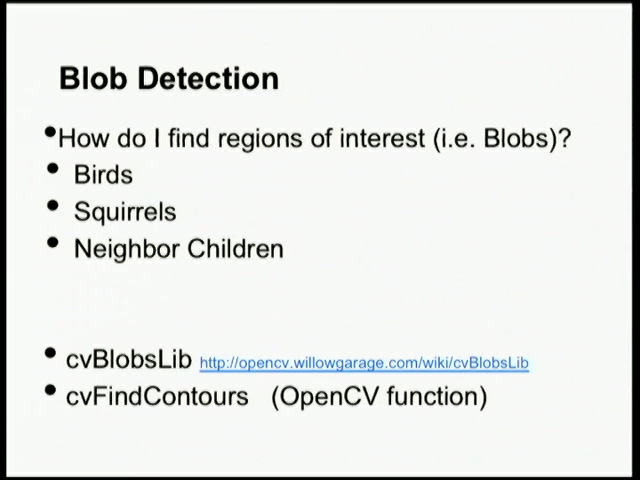 Blob Detection
•How do I find regions of interest (i.e. Blobs)?
• Birds
• Squirrels
• Neighbor Children
• cvBlobsLib http://opencv.willowgarage.com/wiki/cvBlobsLib
• cvFindContours (OpenCV function)